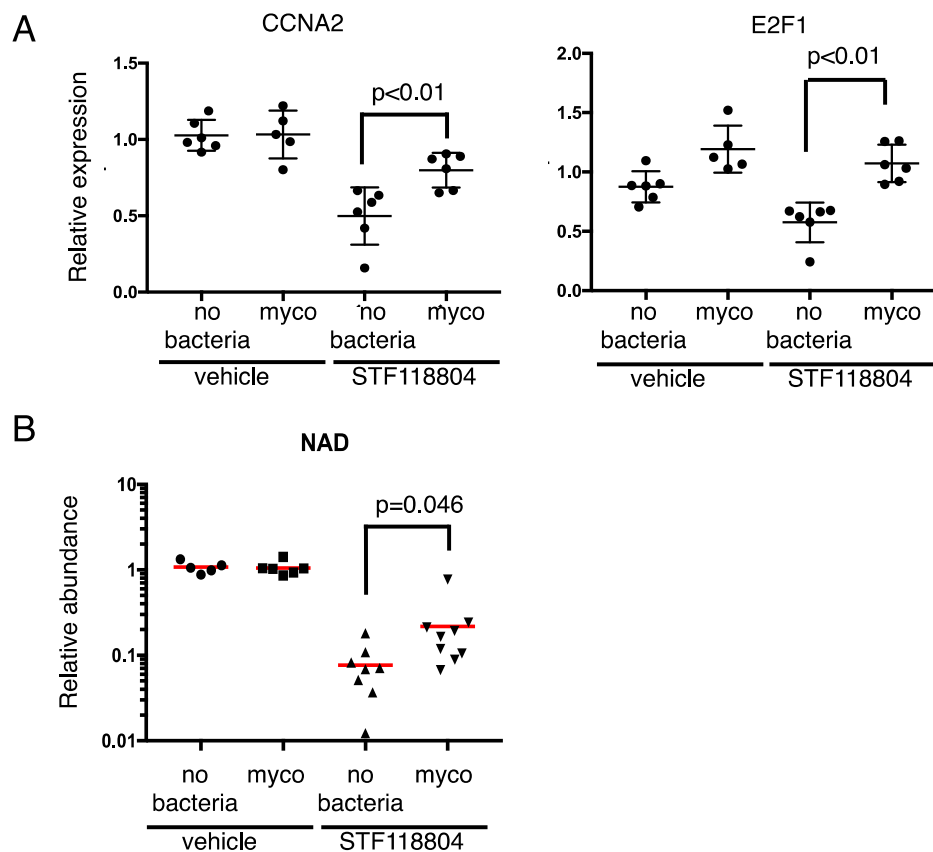 A
CCNA2
Relative expression
1.5
1.0
0.5
0.0
p<0.01
no
bacteria
myco
no
bacteria
myco
vehicle
STF118804
E2F1
2.0
1.5
1.0
0.5
0.0
p<0.01
no
bacteria
myco
no
bacteria
myco
vehicle
STF118804
B
NAD
Relative abundance
10
1
0.1
0.01
p=0.046
no
bacteria
myco
no
bacteria
myco
vehicle
STF118804